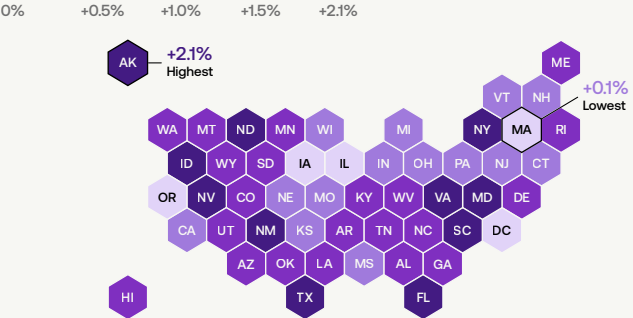 0% +0.5% +1.0% +1.5% +2.1%
AK +2.1%
Highest
ME
VT NH +0.1%
Lowest
WA MT ND MN WI MI NY MA RI
ID WY SD IA IL IN OH PA NJ CT
OR NV CO NE MO KY WV VA MD DE
CA UT NM KS AR TN NC SC DC
AZ OK LA MS AL GA
HI TX FL